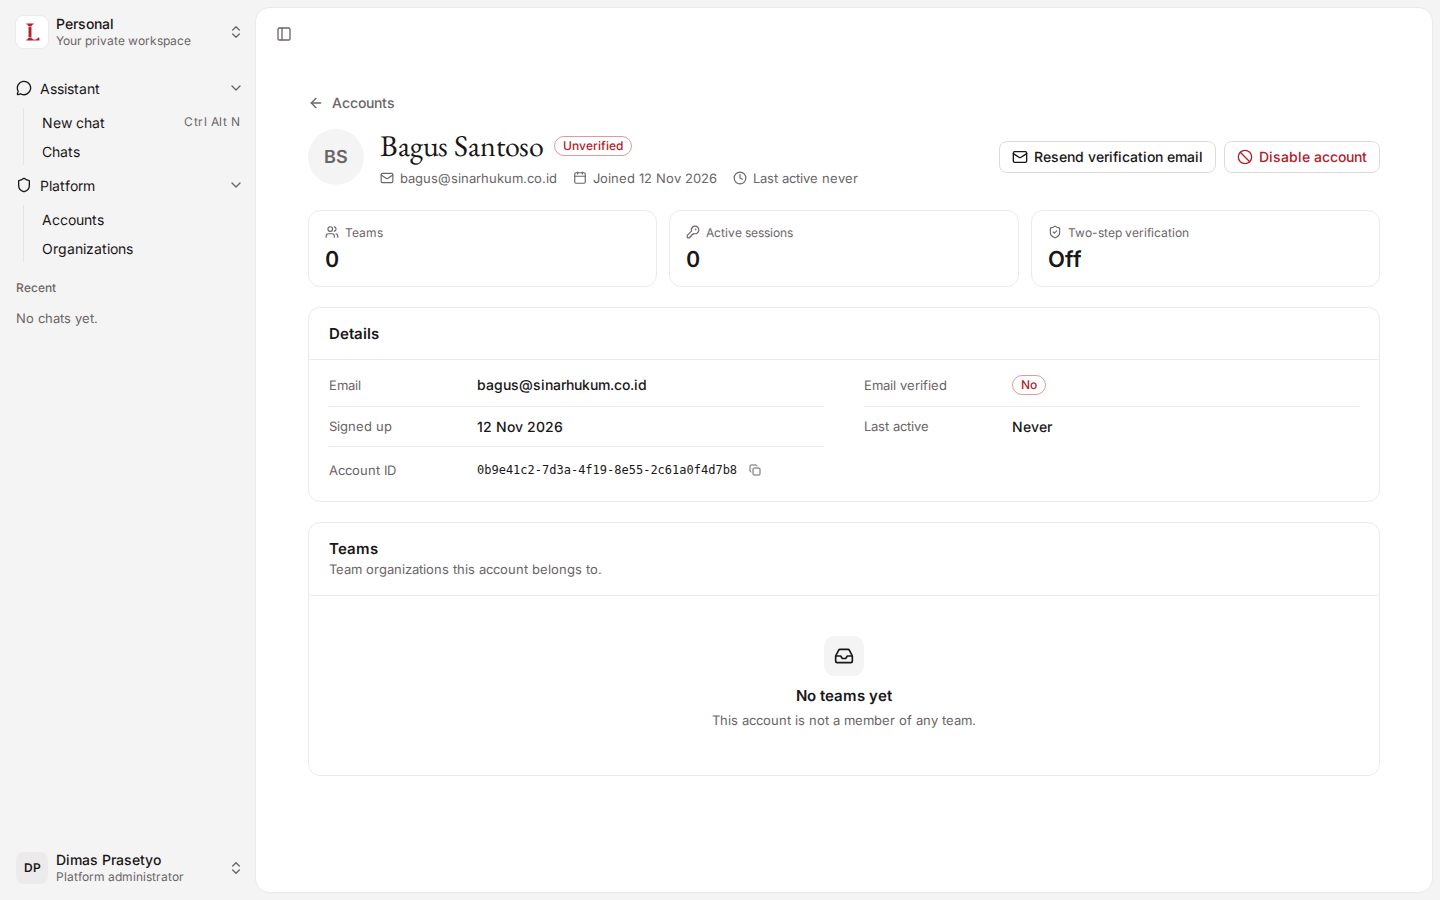 L
Personal
Your private workspace
Assistant
New chat
Ctrl Alt N
Chats
Platform
Accounts
Organizations
Recent
No chats yet.
DP
Dimas Prasetyo
Platform administrator
Accounts
BS
Bagus Santoso
Unverified
bagus@sinarhukum.co.id
Joined 12 Nov 2026
Last active never
Resend verification email
Disable account
Teams
0
Active sessions
0
Two-step verification
Off
Details
Email
bagus@sinarhukum.co.id
Email verified
No
Signed up
12 Nov 2026
Last active
Never
Account ID
0b9e41c2-7d3a-4f19-8e55-2c61a0f4d7b8
Teams
Team organizations this account belongs to.
No teams yet
This account is not a member of any team.